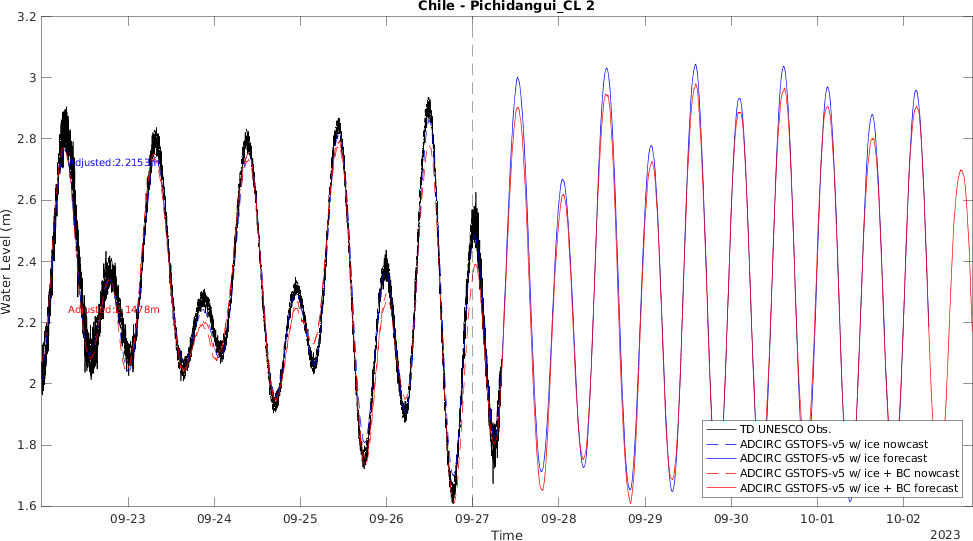 Chile - Pichidangui_CL 2
3.2
3
2.8
2.6
2.4
2.2
2
1.8
1.6
Water Level (m)
Adjusted:2.2153m
Adjusted:2.1478m
TD UNESCO Obs.
ADCIRC GSTOFS-v5 w/ ice nowcast
ADCIRC GSTOFS-v5 w/ ice forecast
ADCIRC GSTOFS-v5 w/ ice + BC nowcast
ADCIRC GSTOFS-v5 w/ ice + BC forecast
09-23 09-24 09-25 09-26 09-27 09-28 09-29 09-30 10-01 10-02
Time
2023